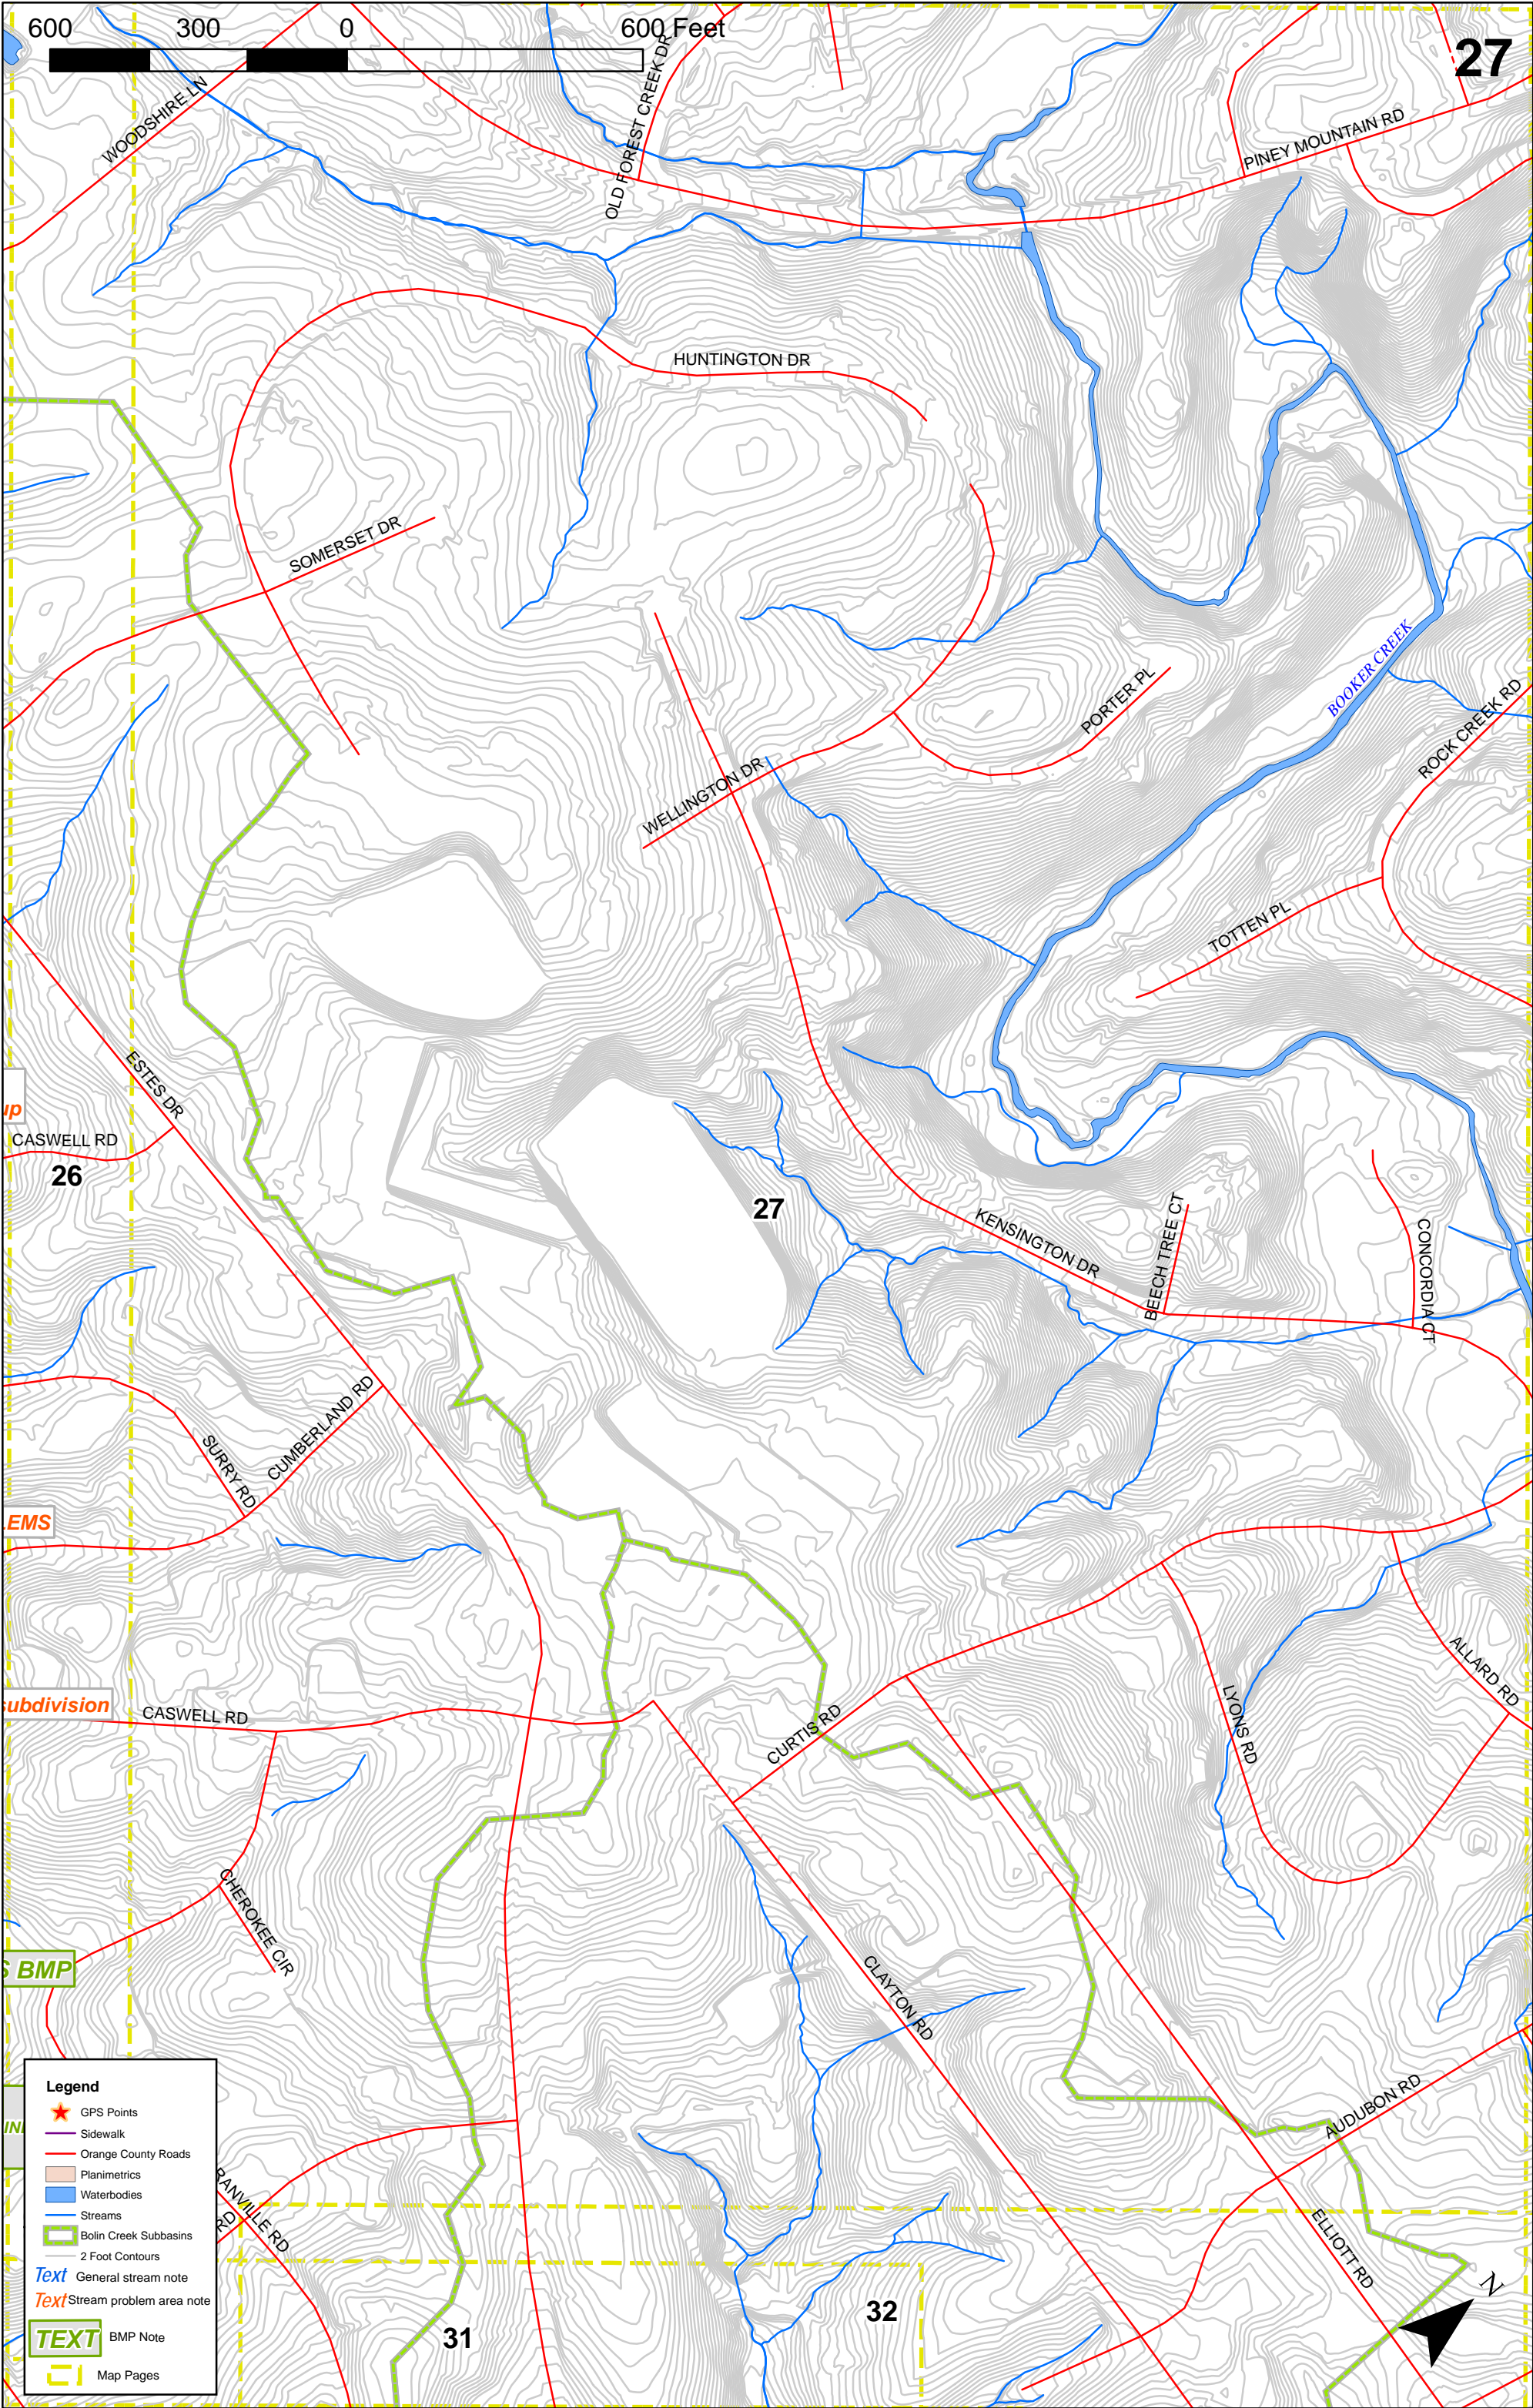 600 300 0 600 Feet
27
WOODSHIRE LN
OLD FOREST CREEK DR
PINEY MOUNTAIN RD
HUNTINGTON DR
SOMERSET DR
BOOKER CREEK
PORTER PL
ROCK CREEK RD
WELLINGTON DR
TOTTEN PL
ESTES DR
up
CASWELL RD
26
27
KENSINGTON DR
BEECH TREE CT
CONCORDIA CT
CUMBERLAND RD
SURRY RD
EMS
ALLARD RD
LYONS RD
subdivision
CASWELL RD
CURTIS RD
CHEROKEE CIR
S BMP
CLAYTON RD
AUDUBON RD
ELLIOTT RD
N
RANVILLE RD
RD
IN
31
32
Legend
GPS Points
Sidewalk
Orange County Roads
Planimetrics
Waterbodies
Streams
Bolin Creek Subbasins
2 Foot Contours
Text General stream note
Text Stream problem area note
TEXT BMP Note
Map Pages